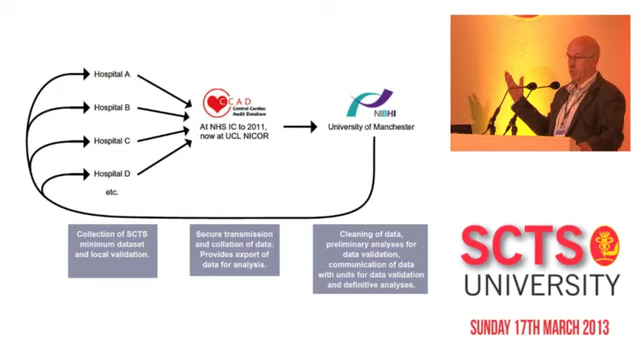 Hospital A
Hospital B
Hospital C
Hospital D
etc.
CCAD
Central Cardiac
Audit Database
At NHS IC to 2011,
now at UCL NICOR
NIBHI
University of Manchester
Collection of SCTS
minimum dataset
and local validation.
Secure transmission
and collation of data.
Provides export of
data for analysis.
Cleaning of data,
preliminary analyses for
data validation,
communication of data
with units for data validation
and definitive analyses.
SCTS
UNIVERSITY
SUNDAY 17TH MARCH 2013